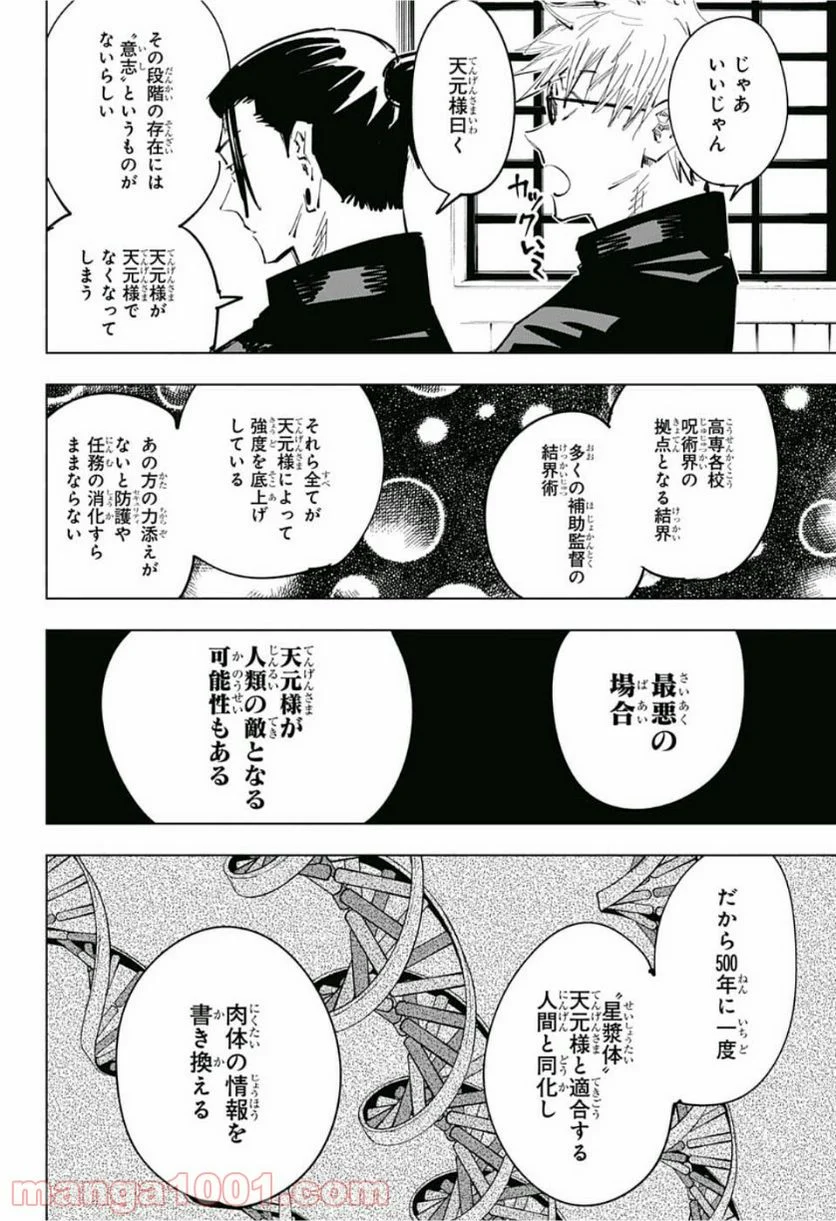 じゃあ
いいじゃん
カックいー
天元様曰く
その段階の存在には
〝意志〟というものが
ないらしい
天元様が
天元様で
なくなって
しまう
高専各校
呪術界の
拠点となる結界
多くの補助監督の
結界術
それら全てが
天元様によって
強度を底上げ
している
あの方の力添えが
ないと防護や
任務の消化すら
ままならない
最悪の
場合
天元様が
人類の敵となる
可能性もある
だから500年に一度
〝星漿体〟
天元様と適合する
人間と同化し
肉体の情報を
書き換える
manga1001.com